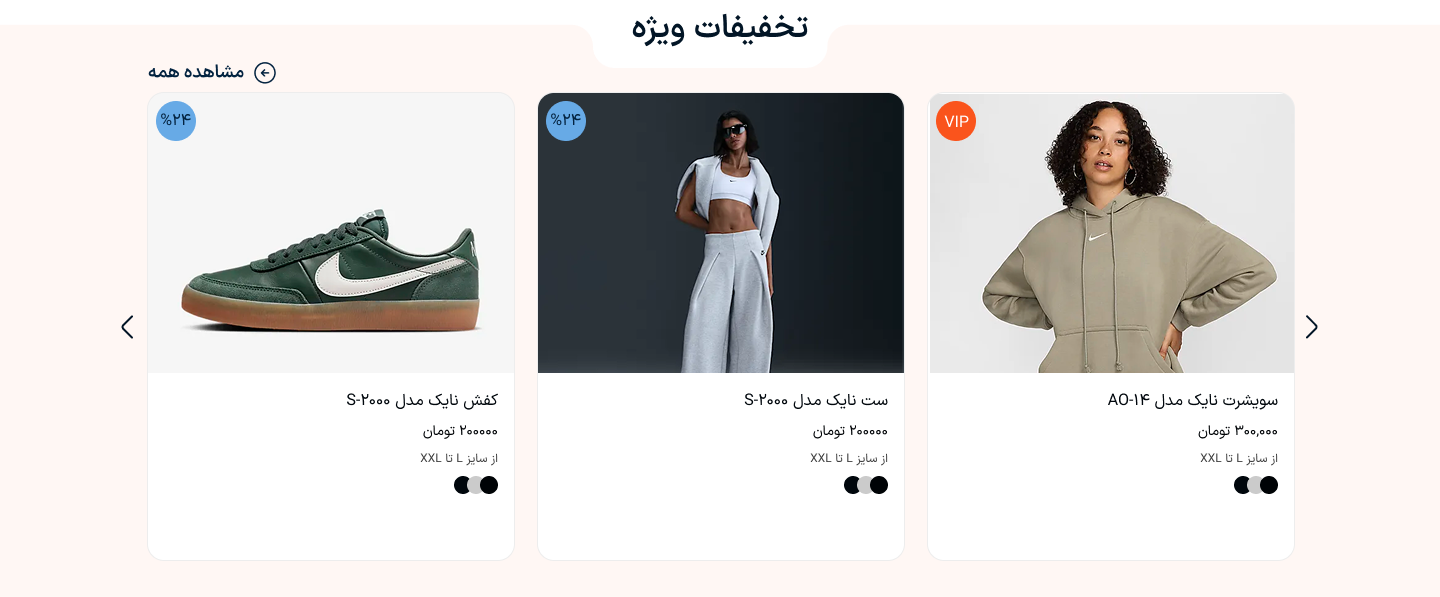 تخفیفات ویژه
مشاهده همه
VIP
سویشرت نایک مدل AO-۱۴
۳۰۰,۰۰۰ تومان
از سایز L تا XXL
%۲۴
ست نایک مدل S-۲۰۰۰
۲۰۰۰۰۰ تومان
از سایز L تا XXL
%۲۴
کفش نایک مدل S-۲۰۰۰
۲۰۰۰۰۰ تومان
از سایز L تا XXL